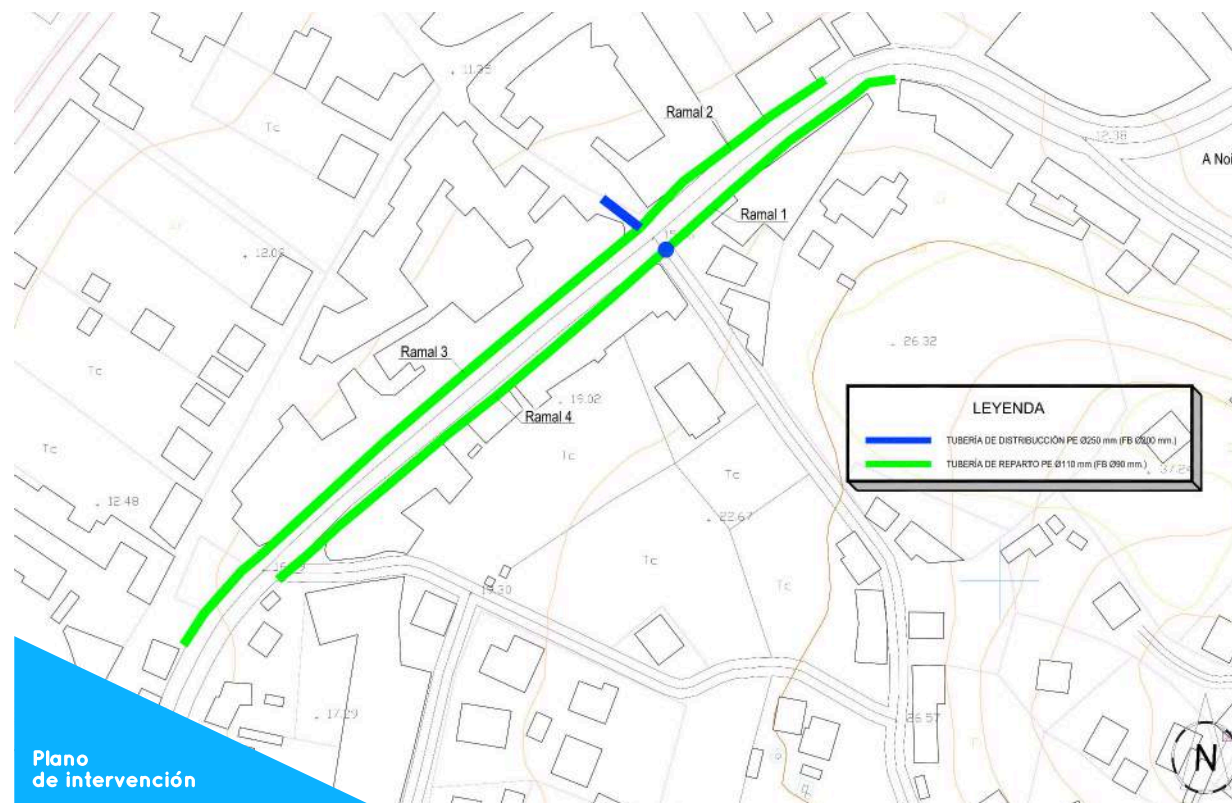 11.35
Ramal 2
12.38
A Noi
Tc
Ramal 1
12.09
26.32
Ramal 3
LEYENDA
Tc
19.02
Ramal 4
TUBERÍA DE DISTRIBUCCIÓN PE Ø250 mm (FB Ø200 mm.)
TUBERÍA DE REPARTO PE Ø110 mm (FB Ø90 mm.)
Tc
Tc
Tc
12.48
22.67
Tc
Tc
19.30
17.29
26.57
Plano
de intervención
N